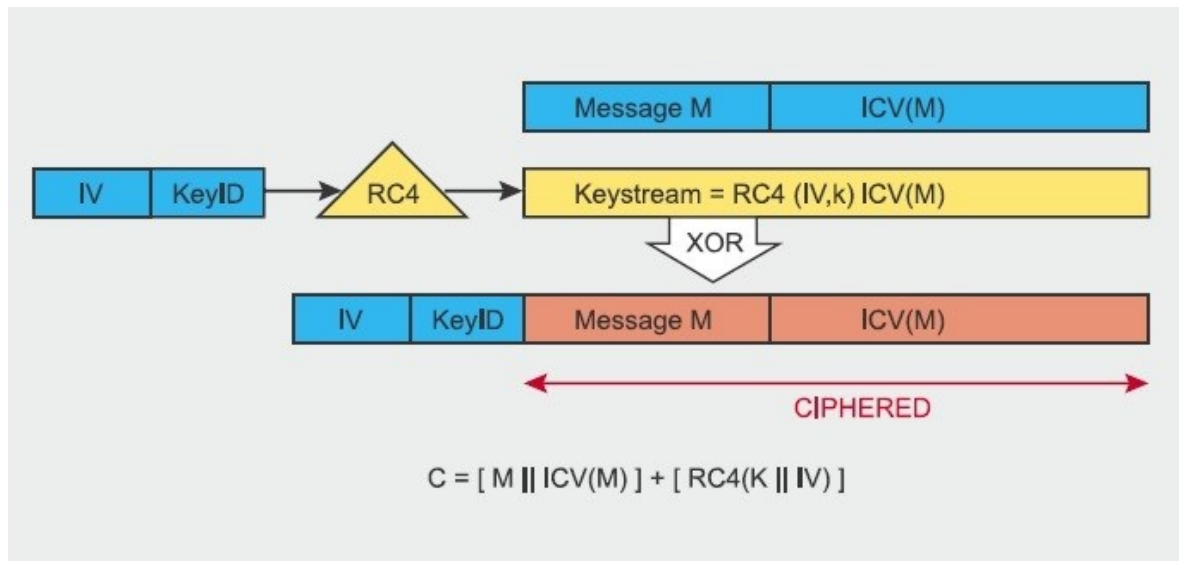 Message M ICV(M)
IV KeyID RC4 Keystream = RC4 (IV,k) ICV(M)
XOR
IV KeyID Message M ICV(M)
CIPHERED
C = [ M || ICV(M) ] + [ RC4(K || IV) ]